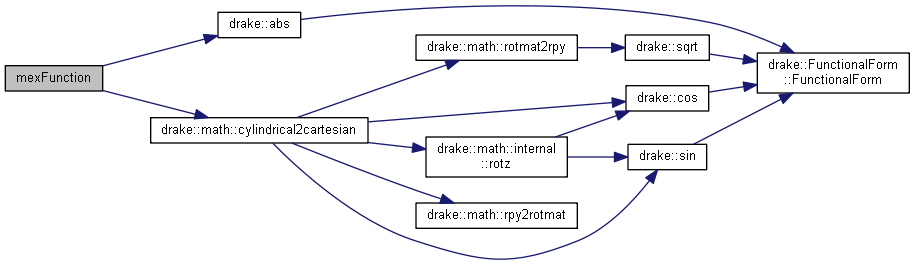 mexFunction
drake::abs
drake::math::cylindrical2cartesian
drake::math::rotmat2rpy
drake::math::internal
::rotz
drake::math::rpy2rotmat
drake::sqrt
drake::cos
drake::sin
drake::FunctionalForm
::FunctionalForm